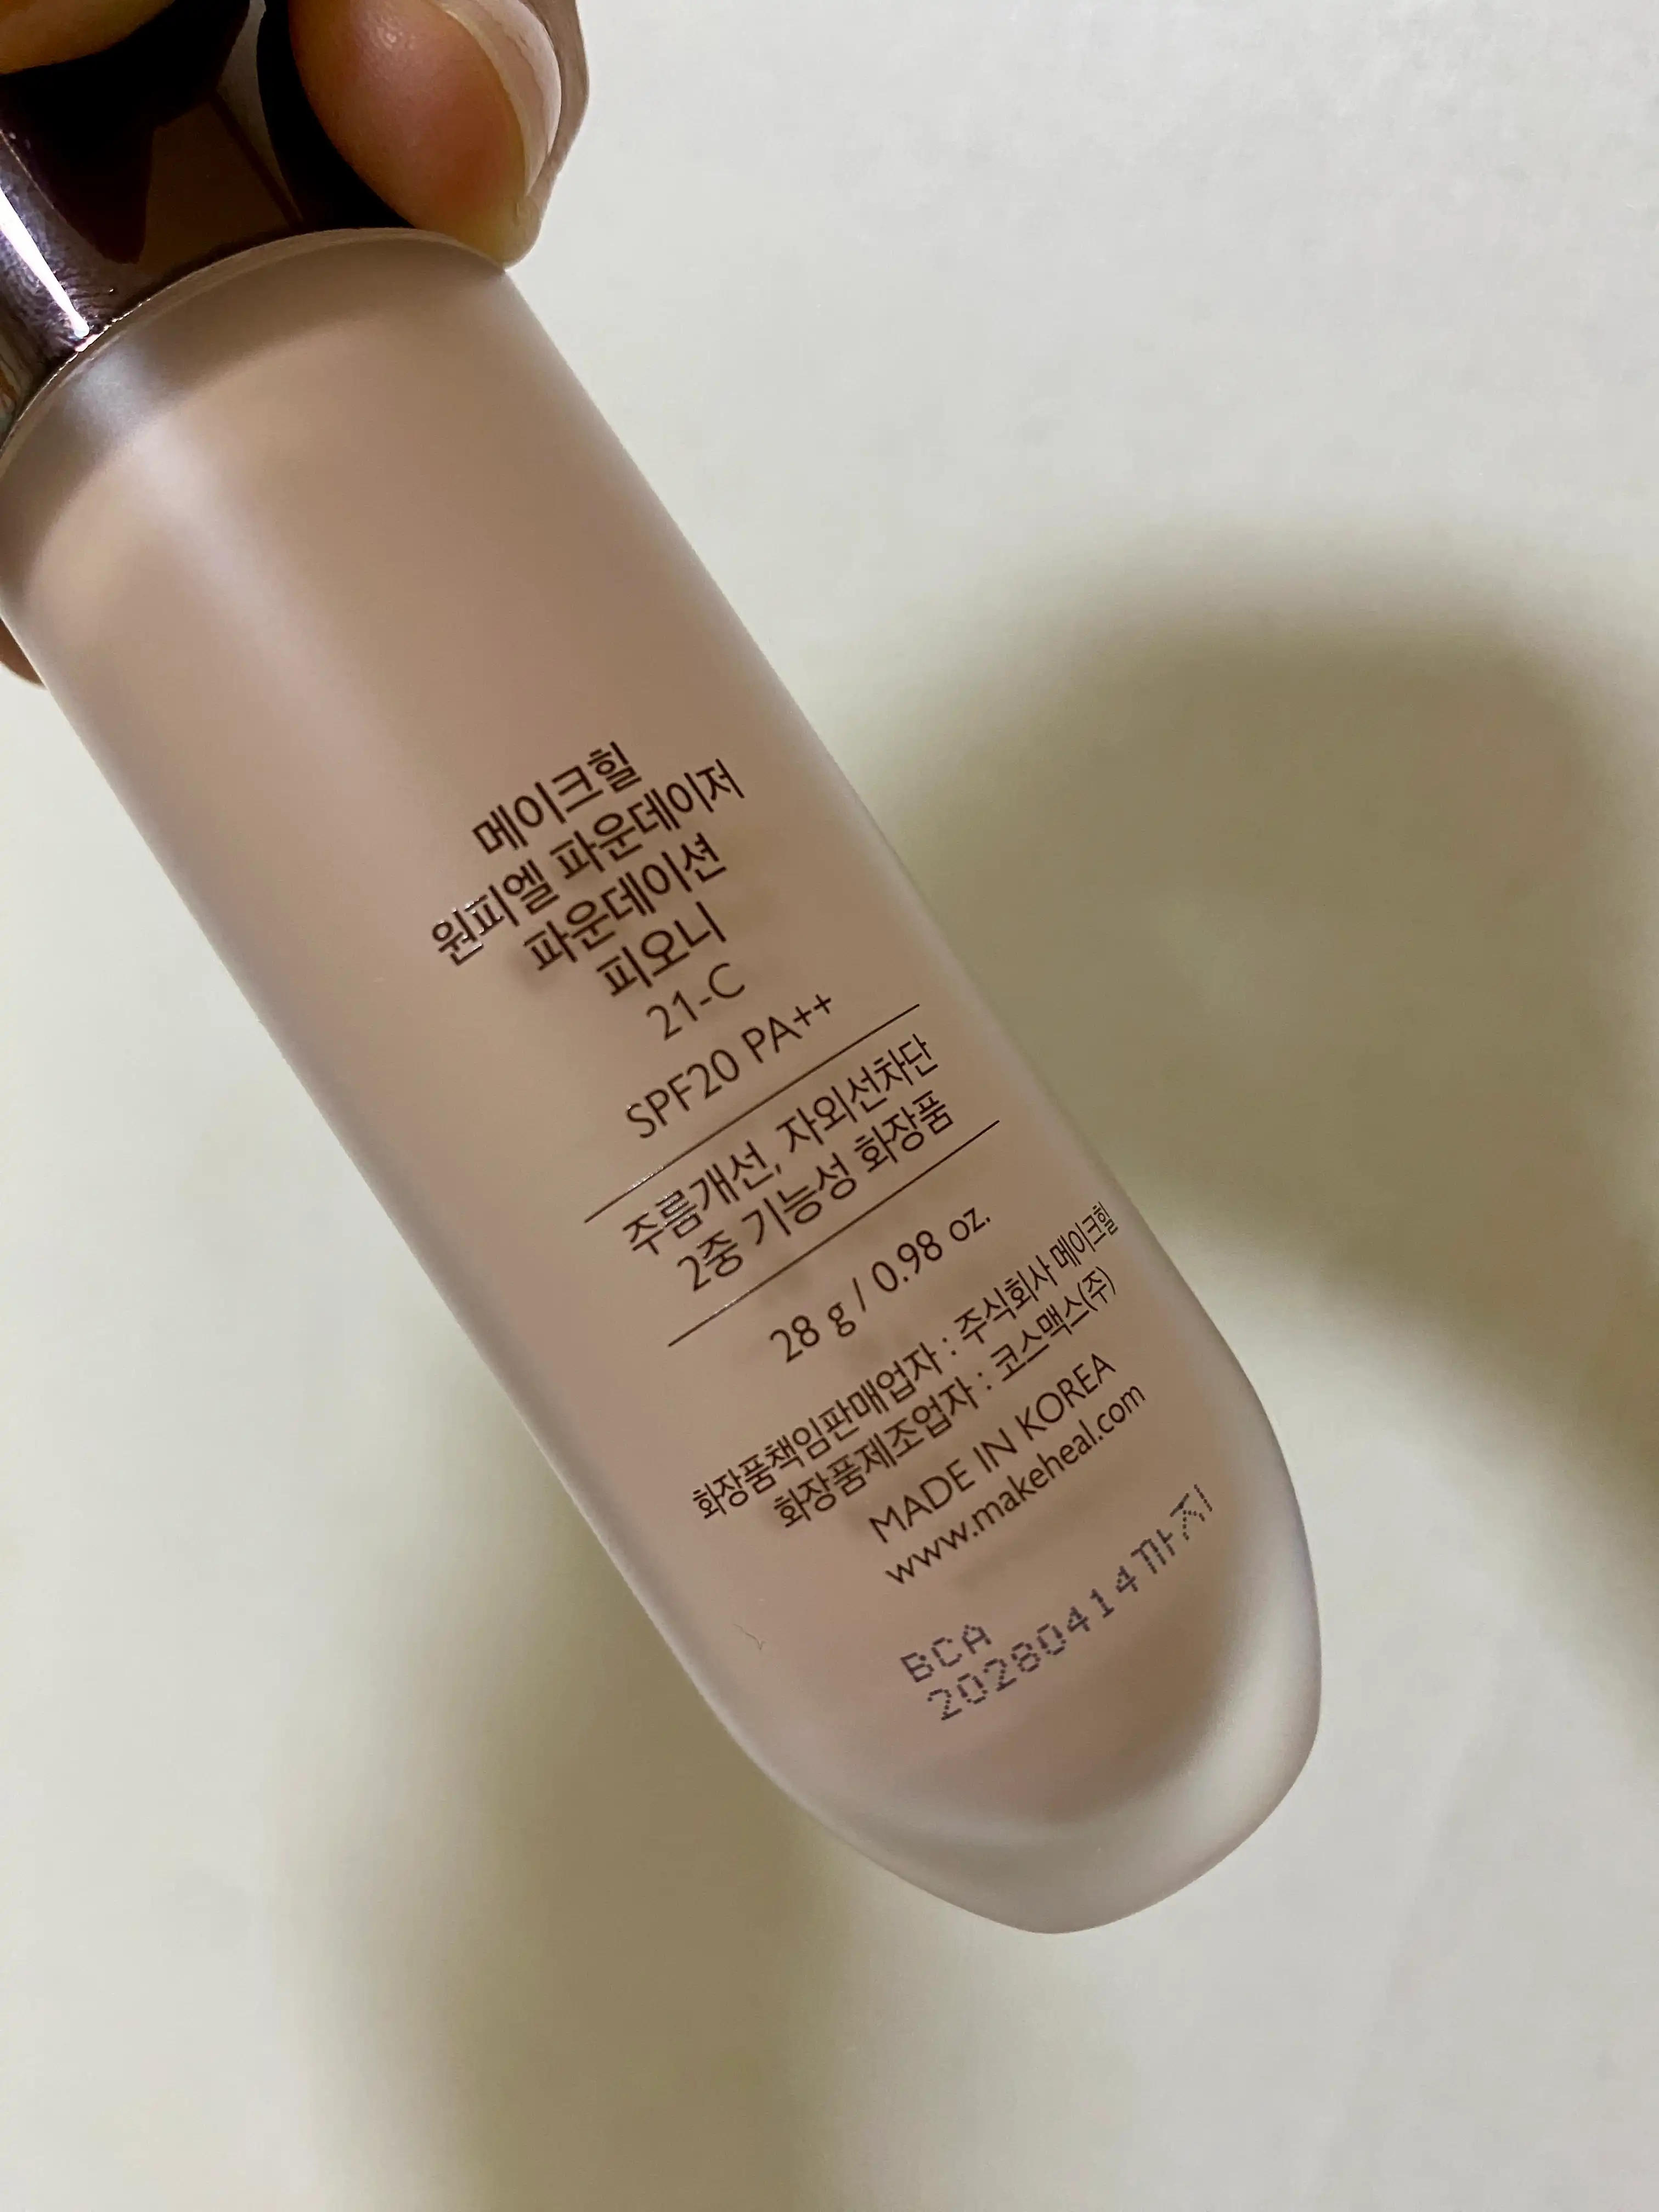 메이크힐
원피엘 파운데이저
파운데이션
피오니
21-C
SPF20 PA++
주름개선, 자외선차단
2중 기능성 화장품
28 g / 0.98 oz.
화장품책임판매업자 : 주식회사 메이크힐
화장품제조업자 : 코스맥스(주)
MADE IN KOREA
www.makeheal.com
BCA
20280414까지